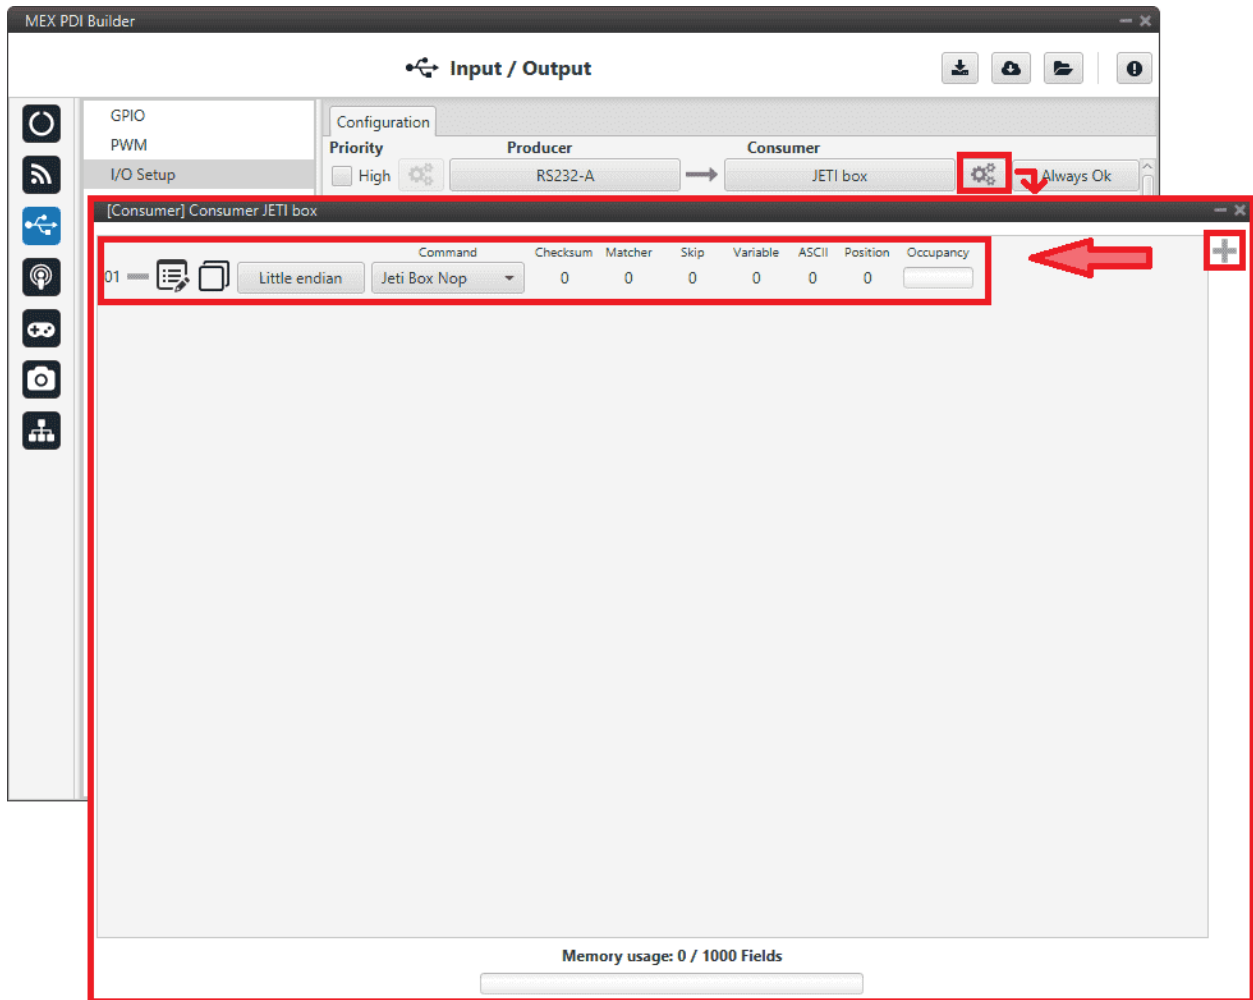 MEX PDI Builder
Input / Output
GPIO
PWM
I/O Setup
Configuration
Priority Producer Consumer
High RS232-A JETI box Always Ok
[Consumer] Consumer JETI box
Command Checksum Matcher Skip Variable ASCII Position Occupancy
01 Little endian Jeti Box Nop 0 0 0 0 0 0
Memory usage: 0 / 1000 Fields